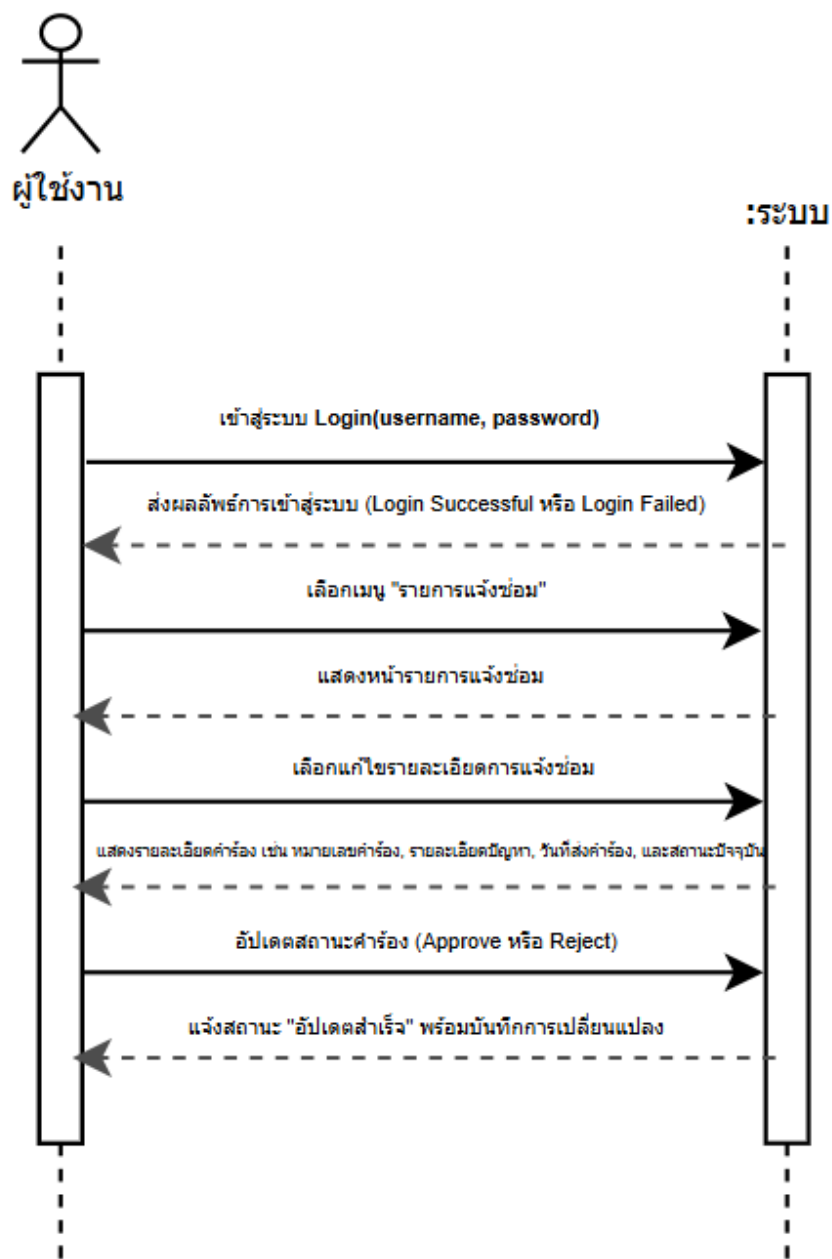 ผู้ใช้งาน
:ระบบ
เข้าสู่ระบบ Login(username, password)
ส่งผลลัพธ์การเข้าสู่ระบบ (Login Successful หรือ Login Failed)
เลือกเมนู "รายการแจ้งซ่อม"
แสดงหน้ารายการแจ้งซ่อม
เลือกแก้ไขรายละเอียดการแจ้งซ่อม
แสดงรายละเอียดคำร้อง เช่น หมายเลขคำร้อง, รายละเอียดปัญหา, วันที่ส่งคำร้อง, และสถานะปัจจุบัน
อัปเดตสถานะคำร้อง (Approve หรือ Reject)
แจ้งสถานะ "อัปเดตสำเร็จ" พร้อมบันทึกการเปลี่ยนแปลง